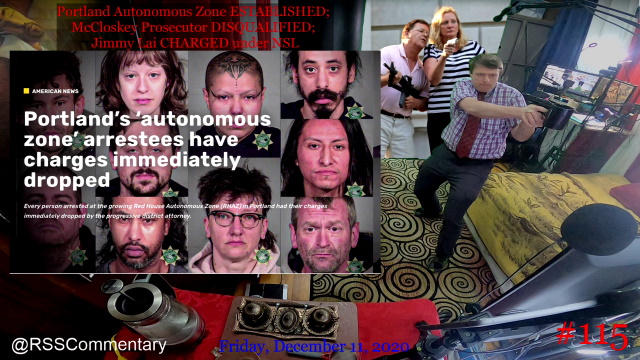 Portland Autonomous Zone ESTABLISHED;
McCloskey Prosecutor DISQUALIFIED;
Jimmy Lai CHARGED under NSL
AMERICAN NEWS
Portland's 'autonomous
zone' arrestees have
charges immediately
dropped
Every person arrested at the growing Red House Autonomous Zone (RHAZ) in Portland had their charges
immediately dropped by the progressive district attorney.
#115
@RSSCommentary
Friday, December 11, 2020